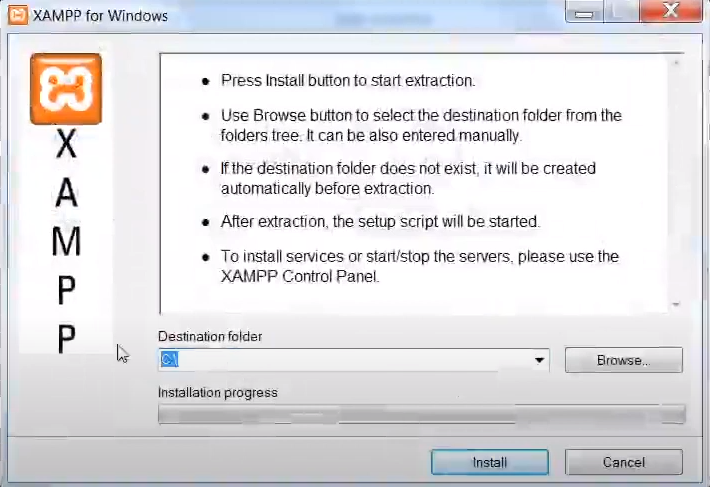 XAMPP for Windows
X
A
M
P
P
Press Install button to start extraction.
Use Browse button to select the destination folder from the
folders tree. It can be also entered manually.
If the destination folder does not exist, it will be created
automatically before extraction.
After extraction, the setup script will be started.
To install services or start/stop the servers, please use the
XAMPP Control Panel.
Destination folder
C:\
Browse...
Installation progress
Install
Cancel